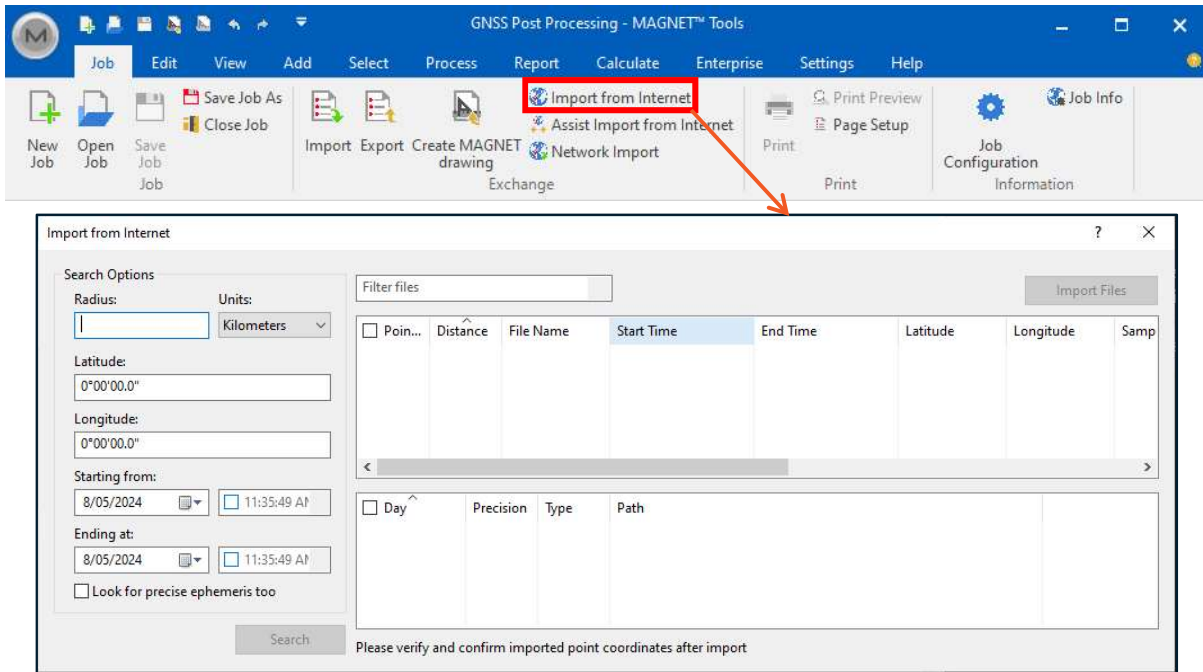 GNSS Post Processing - MAGNET™ Tools
M
Job Edit View Add Select Process Report Calculate Enterprise Settings Help
New Job
Open Job
Save Job
Save Job As
Close Job
Job
Import
Export
Create MAGNET drawing
Import from Internet
Assist Import from Internet
Network Import
Exchange
Print
Print Preview
Page Setup
Print
Job Configuration
Job Info
Information
Import from Internet ?
Search Options
Radius: Units:
Kilometers
Latitude:
0°00'00.0"
Longitude:
0°00'00.0"
Starting from:
8/05/2024 11:35:49 AM
Ending at:
8/05/2024 11:35:49 AM
Look for precise ephemeris too
Search
Filter files
Import Files
Poin... Distance File Name Start Time End Time Latitude Longitude Samp
Day Precision Type Path
Please verify and confirm imported point coordinates after import